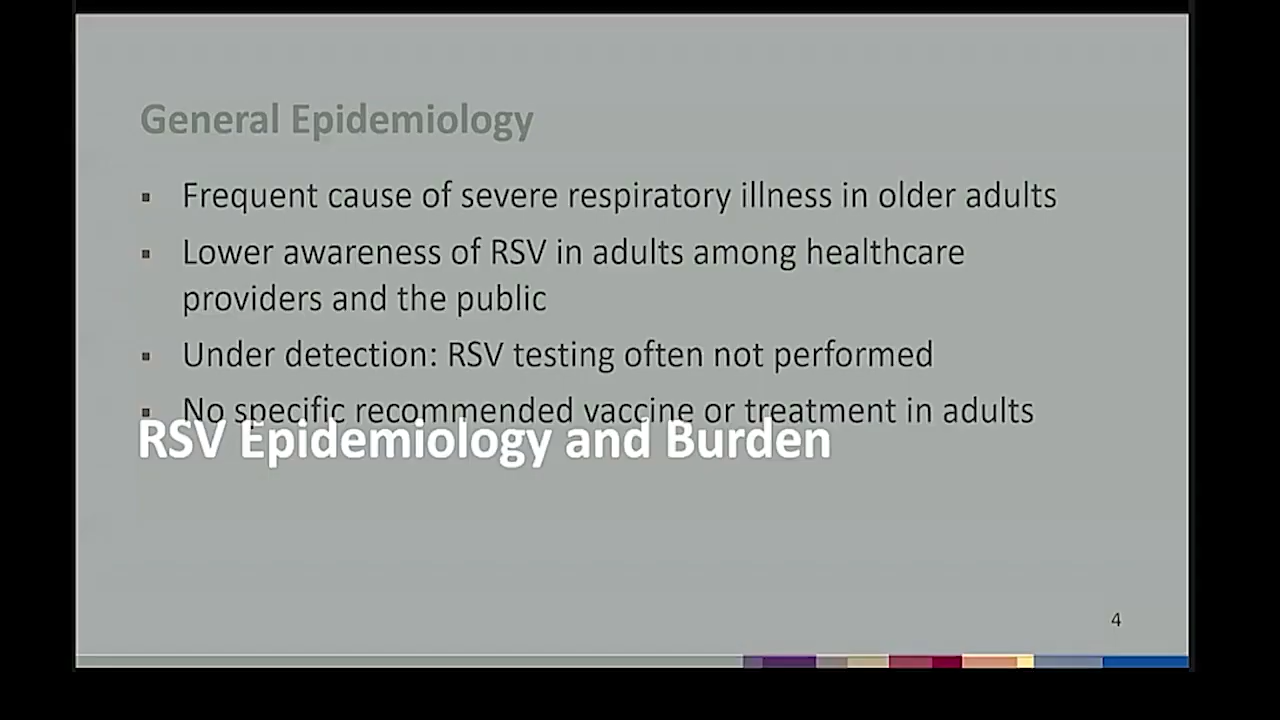 General Epidemiology
▪ Frequent cause of severe respiratory illness in older adults
▪ Lower awareness of RSV in adults among healthcare
providers and the public
▪ Under detection: RSV testing often not performed
▪ No specific recommended vaccine or treatment in adults
RSV Epidemiology and Burden
4